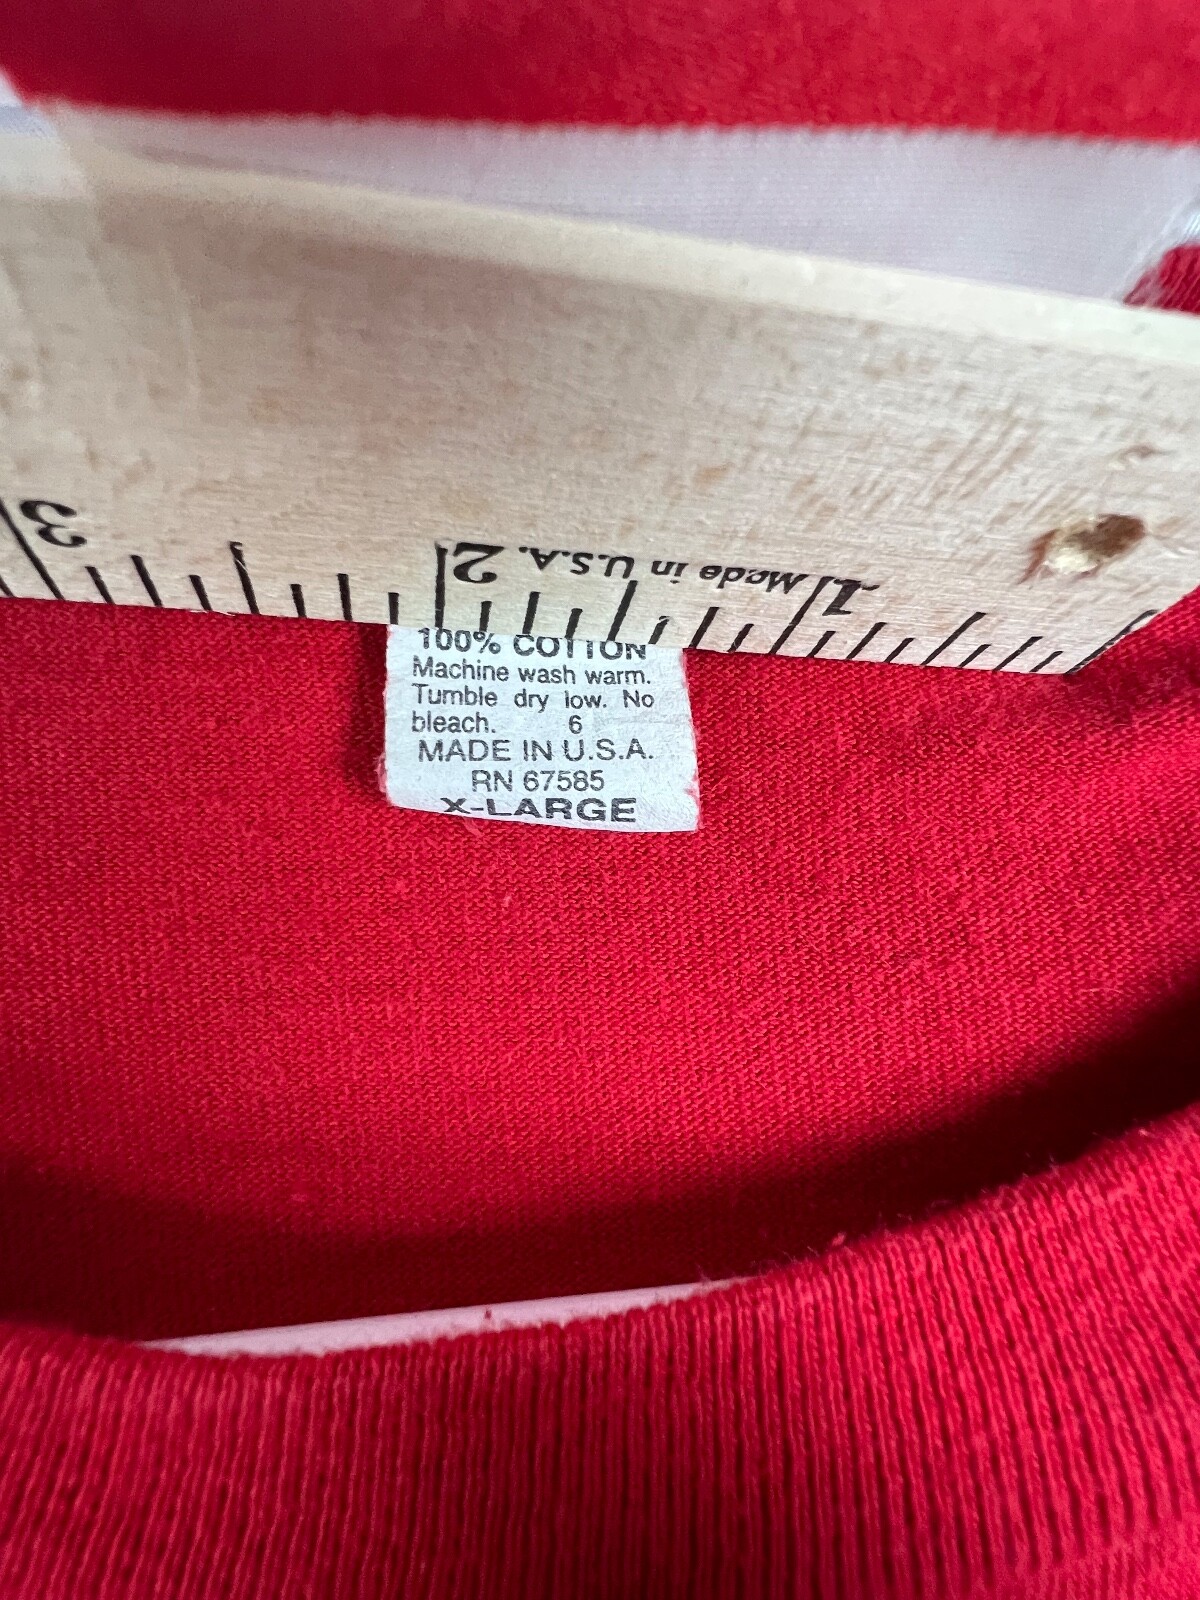 3
2
Made in U.S.A.
1
100% COTTON
Machine wash warm.
Tumble dry low. No
bleach. 6
MADE IN U.S.A.
RN 67585
X-LARGE